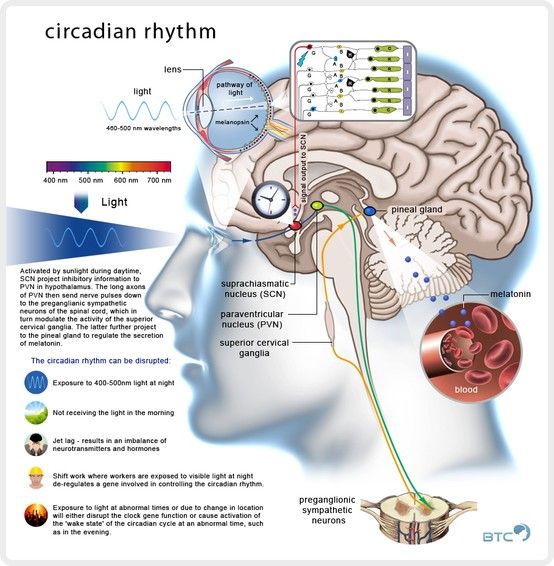 circadian rhythm
lens
light
pathway of
light
melanopsin
460-500 nm wavelengths
400 nm 500 nm 600 nm 700 nm
Light
signal output to SCN
G
B
A
pineal gland
suprachiasmatic
nucleus (SCN)
paraventricular
nucleus (PVN)
superior cervical
ganglia
melatonin
blood
Activated by sunlight during daytime,
SCN project inhibitory information to
PVN in hypothalamus. The long axons
of PVN then send nerve pulses down
to the preganglianic sympathetic
neurons of the spinal cord, which in
turn modulate the activity of the superior
cervical ganglia. The latter further project
to the pineal gland to regulate the secretion
of melatonin.
The circadian rhythm can be disrupted:
Exposure to 400-500nm light at night
Not receiving the light in the morning
Jet lag - results in an imbalance of
neurotransmitters and hormones
Shift work where workers are exposed to visible light at night
de-regulates a gene involved in controlling the circadian rhythm.
Exposure to light at abnormal times or due to change in location
will either disrupt the clock gene function or cause activation of
the 'wake state' of the circadian cycle at an abnormal time, such
as in the evening.
preganglionic
sympathetic
neurons
BTC